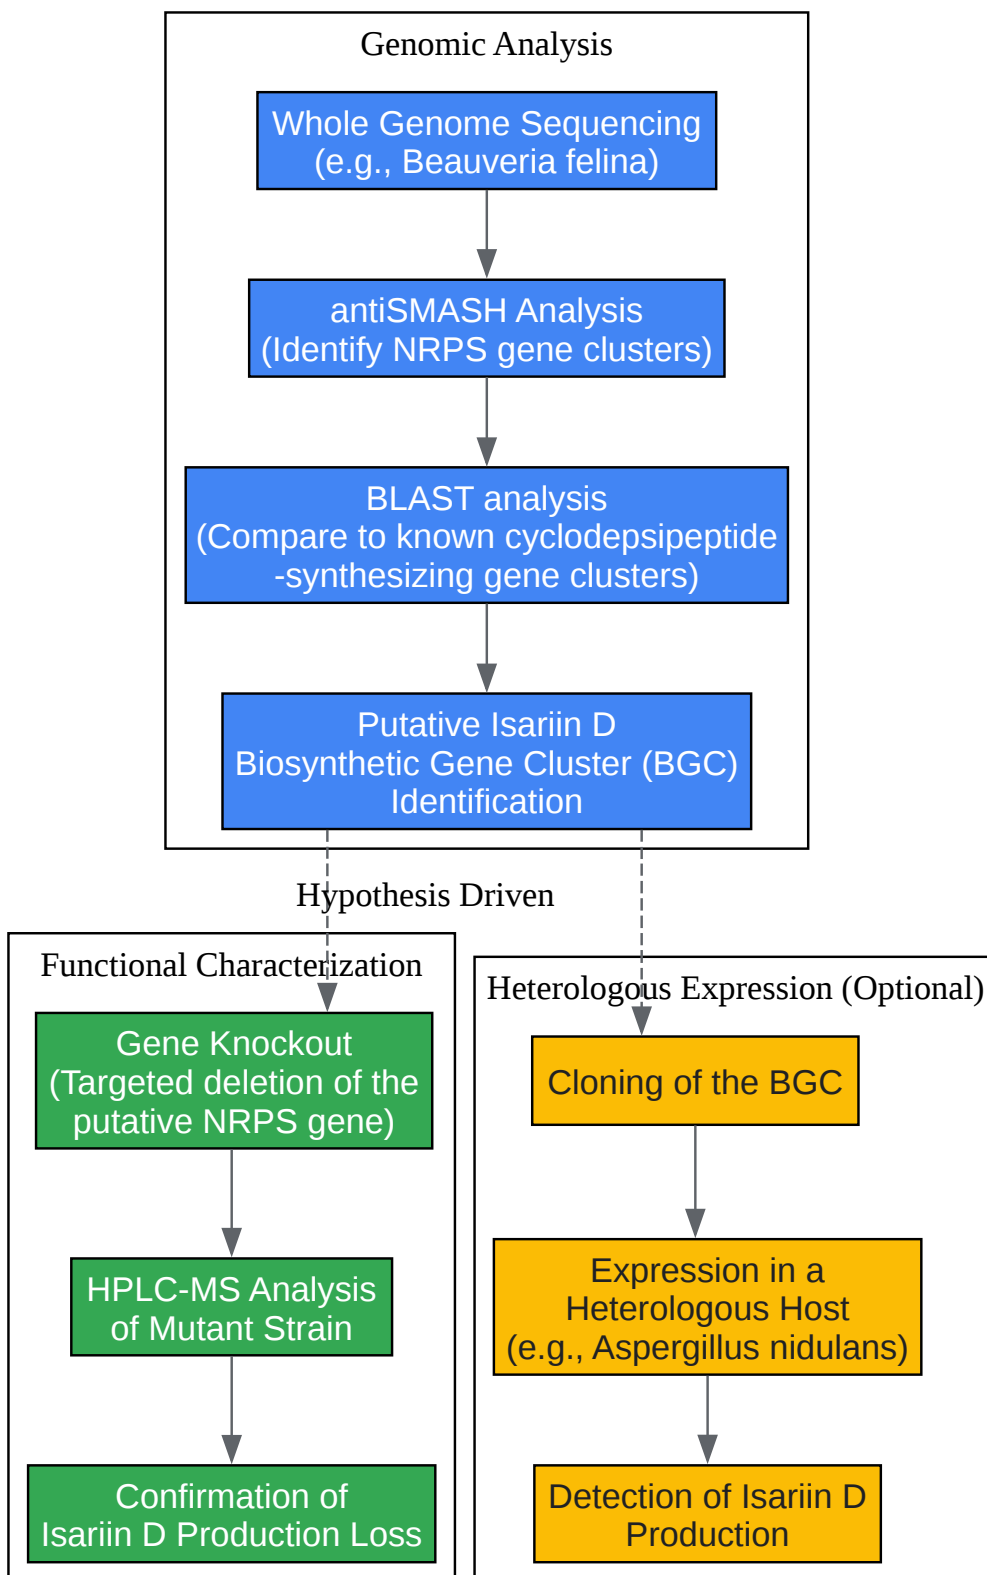 Genomic Analysis
Whole Genome Sequencing
(e.g., Beauveria felina)
antiSMASH Analysis
(Identify NRPS gene clusters)
BLAST analysis
(Compare to known cyclodepsipeptide
-synthesizing gene clusters)
Putative Isariin D
Biosynthetic Gene Cluster (BGC)
Identification
Hypothesis Driven
Functional Characterization
Gene Knockout
(Targeted deletion of the
putative NRPS gene)
HPLC-MS Analysis
of Mutant Strain
Confirmation of
Isariin D Production Loss
Heterologous Expression (Optional)
Cloning of the BGC
Expression in a
Heterologous Host
(e.g., Aspergillus nidulans)
Detection of Isariin D
Production